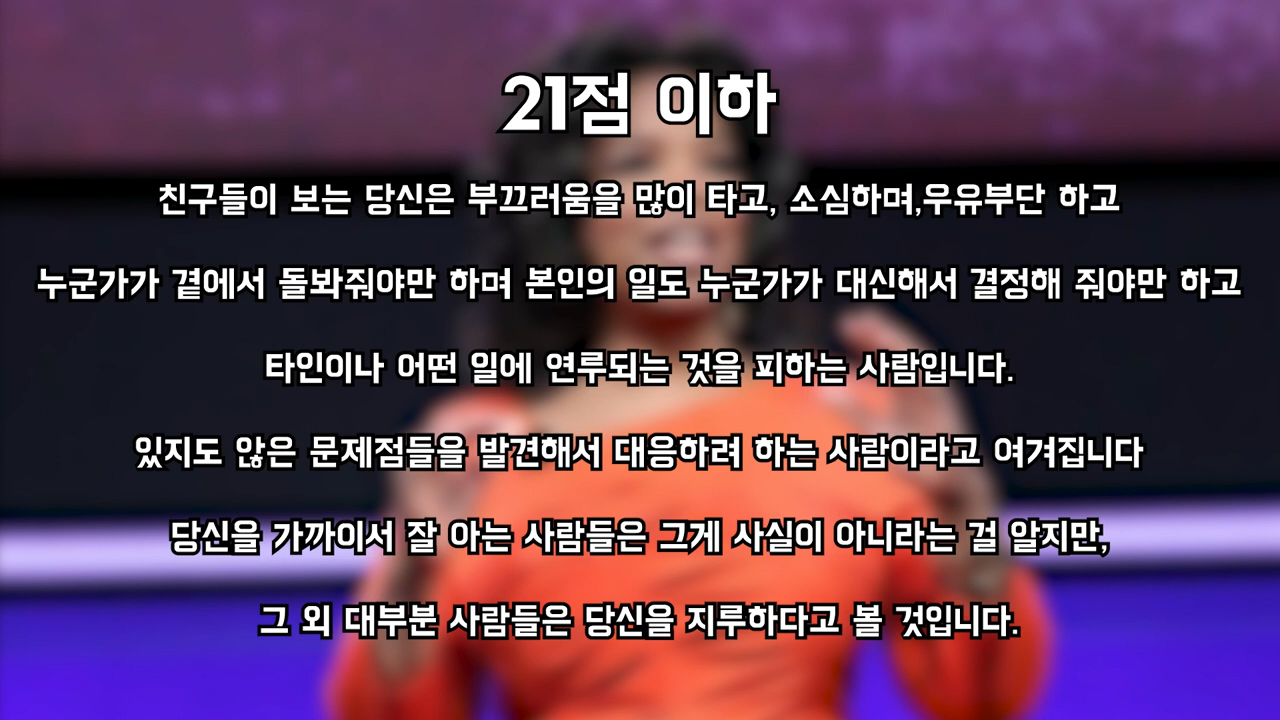 21점 이하
친구들이 보는 당신은 부끄러움을 많이 타고, 소심하며,우유부단 하고
누군가가 곁에서 돌봐줘야만 하며 본인의 일도 누군가가 대신해서 결정해 줘야만 하고
타인이나 어떤 일에 연루되는 것을 피하는 사람입니다.
있지도 않은 문제점들을 발견해서 대응하려 하는 사람이라고 여겨집니다
당신을 가까이서 잘 아는 사람들은 그게 사실이 아니라는 걸 알지만,
그 외 대부분 사람들은 당신을 지루하다고 볼 것입니다.